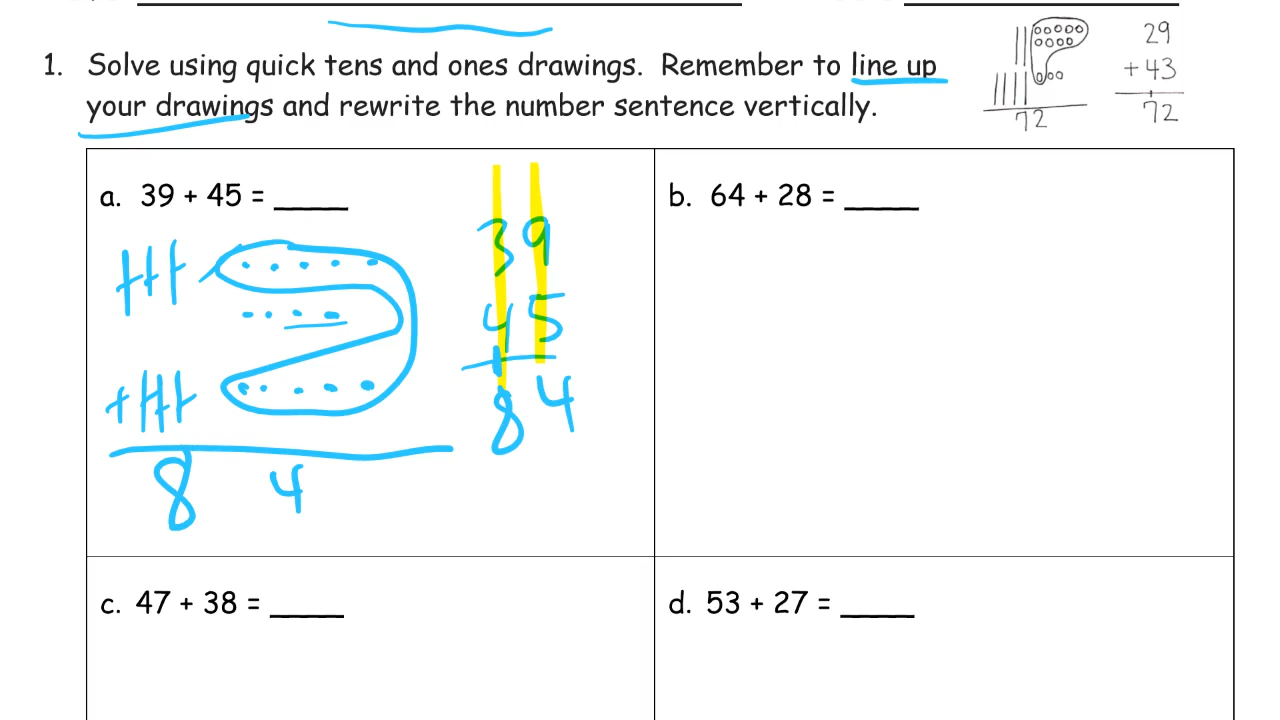 1. Solve using quick tens and ones drawings. Remember to line up
your drawings and rewrite the number sentence vertically.
72
29
+ 43
1
72
a. 39 + 45 = ____
39
45
1
84
+
8 4
b. 64 + 28 = ____
c. 47 + 38 = ____
d. 53 + 27 = ____